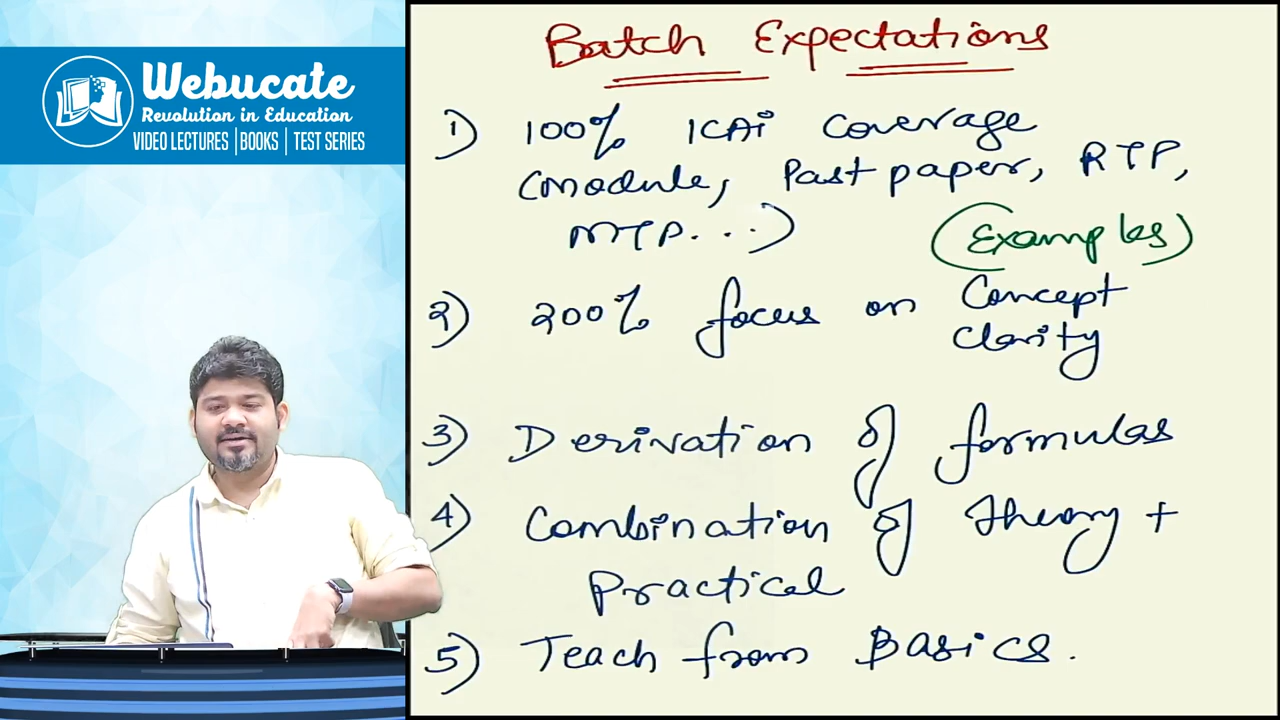 Webucate
Revolution in Education
VIDEO LECTURES | BOOKS | TEST SERIES
Batch Expectations
1) 100% ICAi Coverage
(Module, Past paper, RTP,
MTP...)
(Examples)
2) 200% focus on Concept
Clarity
3) Derivation of formulas
4) Combination of Theory +
Practical
5) Teach from Basics.